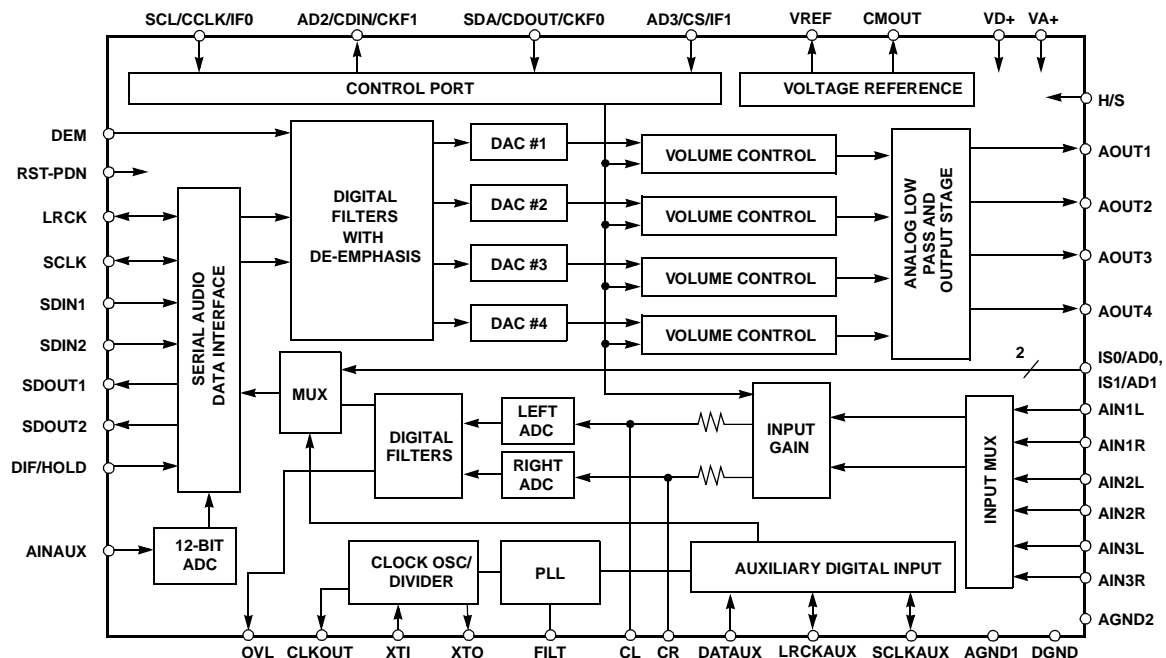 SCL/CCLK/IF0 AD2/CDIN/CKF1 SDA/CDOUT/CKF0 AD3/CS/IF1 VREF CMOUT VD+ VA+
CONTROL PORT
VOLTAGE REFERENCE
H/S
DEM
RST-PDN
LRCK
SCLK
SDIN1
SDIN2
SDOUT1
SDOUT2
DIF/HOLD
AINAUX
SERIAL AUDIO
DATA INTERFACE
DIGITAL
FILTERS
WITH
DE-EMPHASIS
DAC #1
DAC #2
DAC #3
DAC #4
VOLUME CONTROL
VOLUME CONTROL
VOLUME CONTROL
VOLUME CONTROL
ANALOG LOW
PASS AND
OUTPUT STAGE
AOUT1
AOUT2
AOUT3
AOUT4
2
IS0/AD0,
IS1/AD1
MUX
DIGITAL
FILTERS
LEFT
ADC
RIGHT
ADC
INPUT
GAIN
INPUT MUX
AIN1L
AIN1R
AIN2L
AIN2R
AIN3L
AIN3R
AGND2
12-BIT
ADC
CLOCK OSC/
DIVIDER
PLL
AUXILIARY DIGITAL INPUT
OVL CLKOUT XTI XTO FILT CL CR DATAUX LRCKAUX SCLKAUX AGND1 DGND